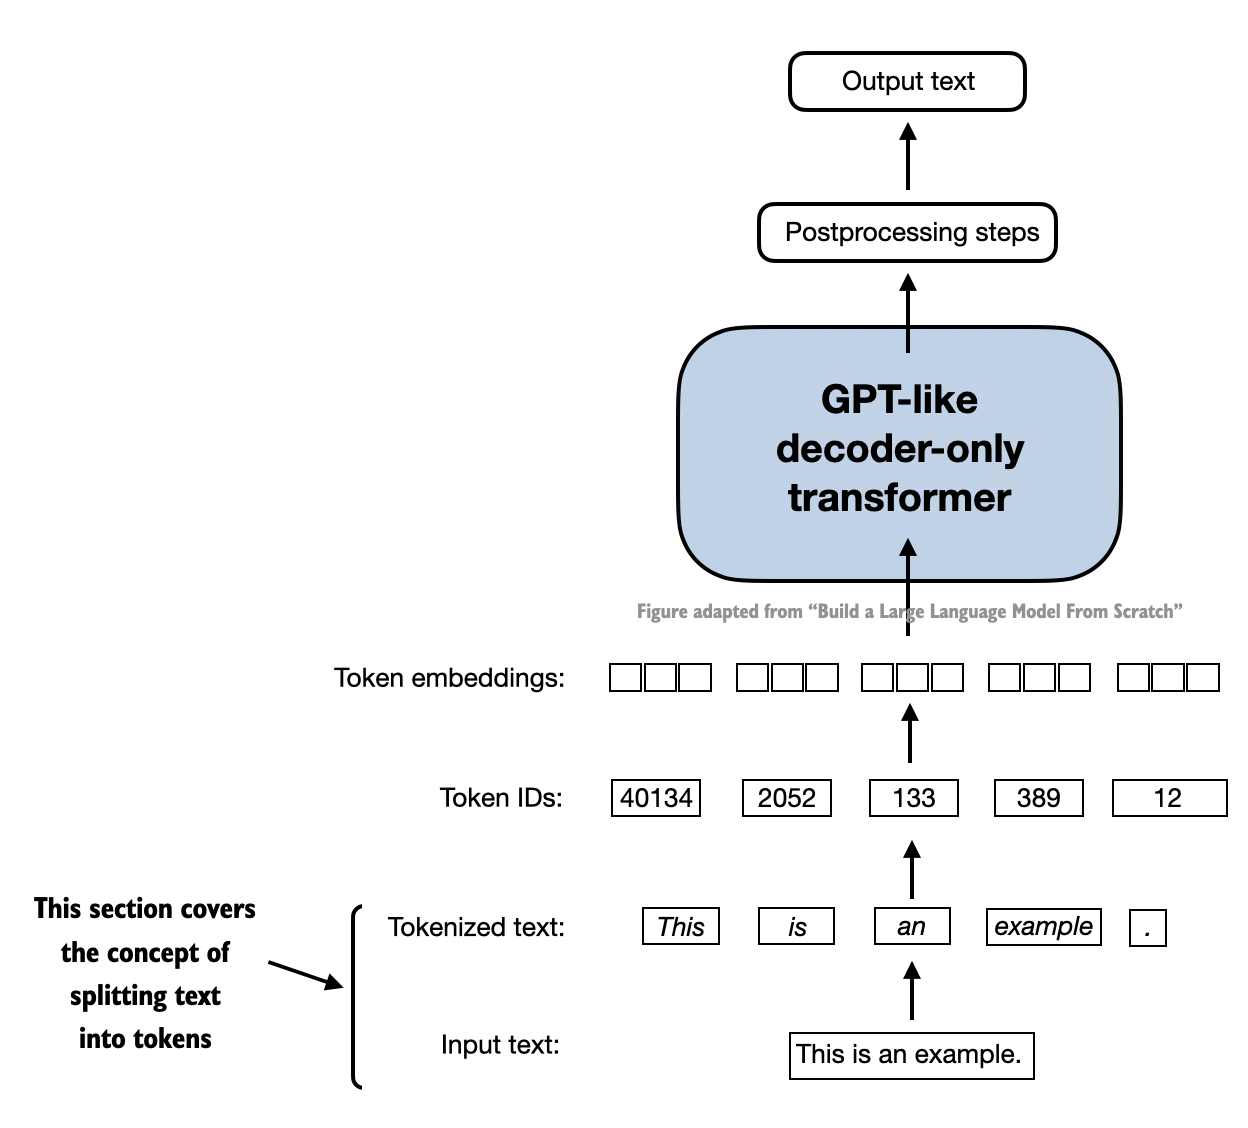 Output text
Postprocessing steps
GPT-like
decoder-only
transformer
Figure adapted from “Build a Large Language Model From Scratch”
Token embeddings:
Token IDs: 40134 2052 133 389 12
This section covers
the concept of
splitting text
into tokens
Tokenized text: This is an example .
Input text: This is an example.